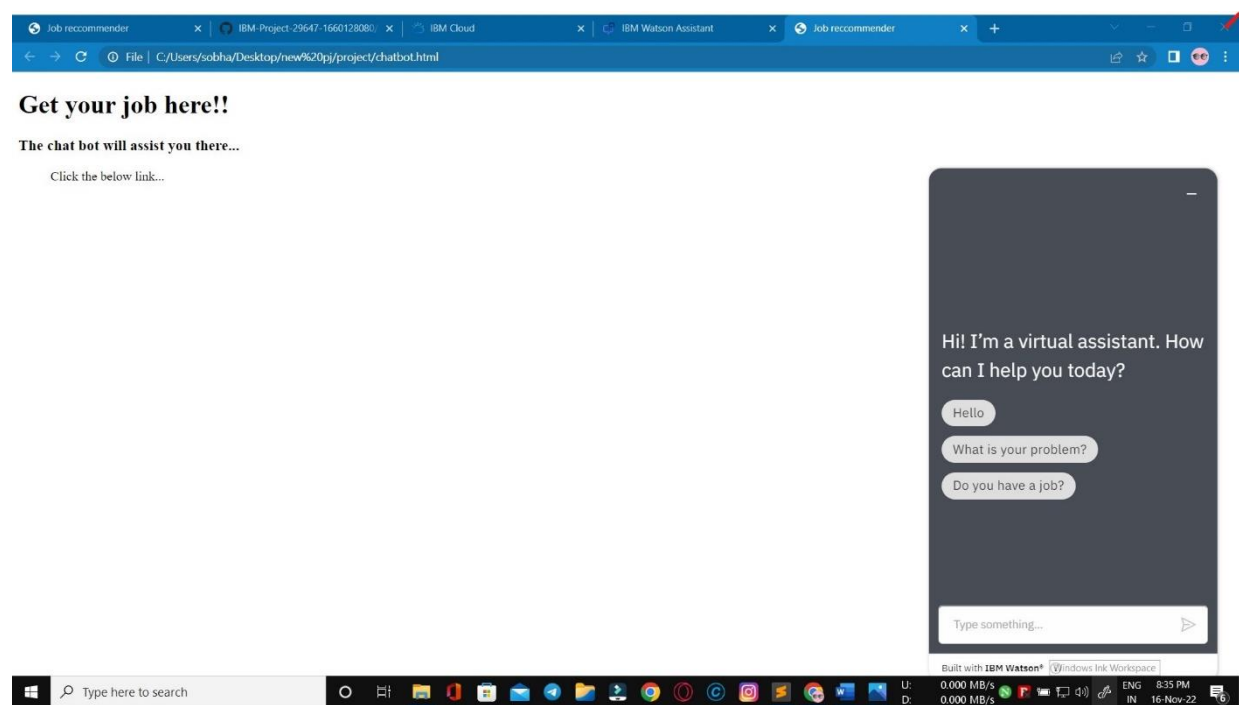 Job reccommender
IBM-Project-29647-1660128080/
IBM Cloud
IBM Watson Assistant
Job reccommender
File | C:/Users/sobha/Desktop/new%20pj/project/chatbot.html
Get your job here!!
The chat bot will assist you there...
Click the below link...
Hi! I'm a virtual assistant. How
can I help you today?
Hello
What is your problem?
Do you have a job?
Type something...
Built with IBM Watson® Windows Ink Workspace
Type here to search
U: 0.000 MB/s
D: 0.000 MB/s
ENG 8:35 PM
IN 16-Nov-22
6